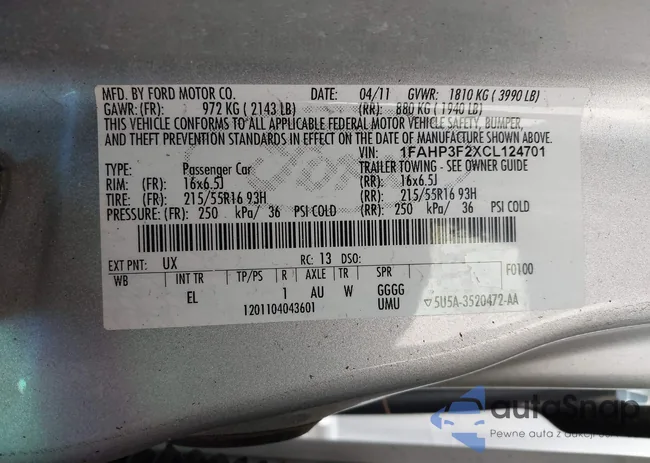 MFD. BY FORD MOTOR CO. DATE: 04/11 GVWR: 1810 KG ( 3990 LB)
GAWR: (FR): 972 KG ( 2143 LB) (RR): 880 KG ( 1940 LB)
THIS VEHICLE CONFORMS TO ALL APPLICABLE FEDERAL MOTOR VEHICLE SAFETY, BUMPER,
AND THEFT PREVENTION STANDARDS IN EFFECT ON THE DATE OF MANUFACTURE SHOWN ABOVE.
VIN: 1FAHP3F2XCL124701
TYPE: Passenger Car TRAILER TOWING - SEE OWNER GUIDE
RIM: (FR): 16x6.5J (RR): 16x6.5J
TIRE: (FR): 215/55R16 93H (RR): 215/55R16 93H
PRESSURE: (FR): 250 kPa/ 36 PSI COLD (RR): 250 kPa/ 36 PSI COLD
EXT PNT: UX RC: 13 DSO: F0100
WB INT TR TP/PS R AXLE TR SPR
EL 1 AU W GGGG
UMU ▽5U5A-3520472-AA
1201104043601
autoSnap
Pewne auta z aukcji